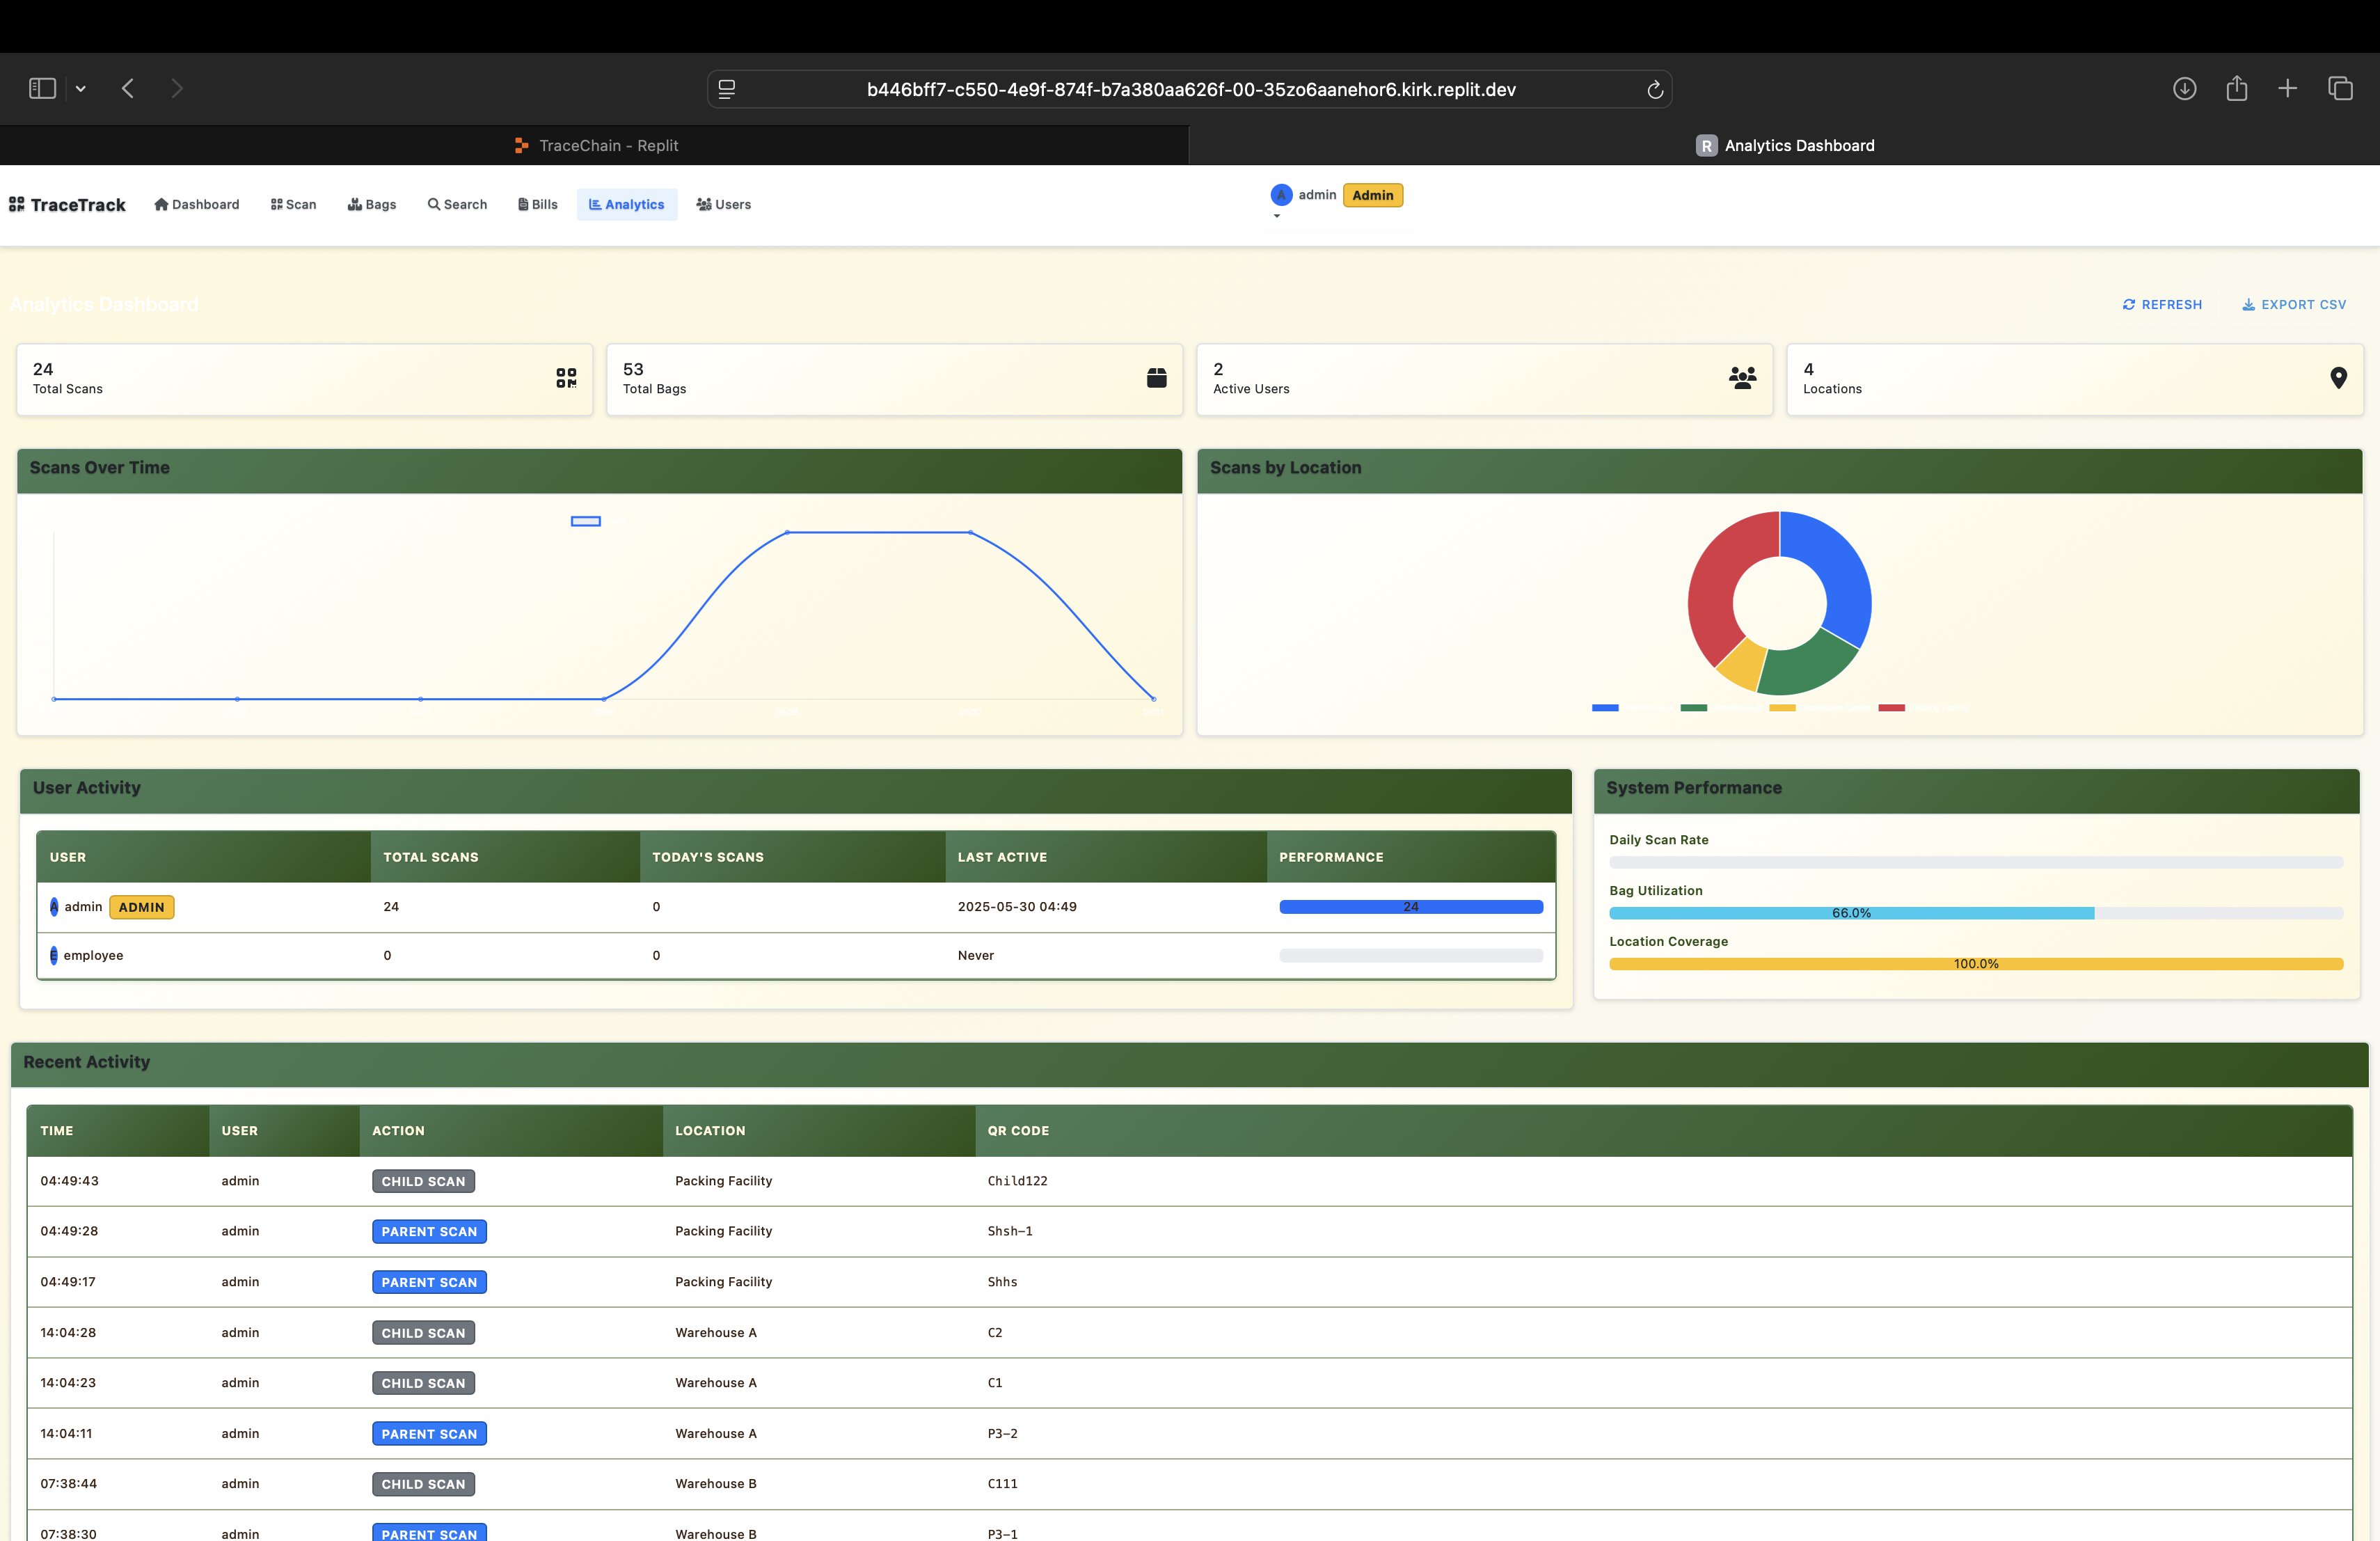 b446bff7-c550-4e9f-874f-b7a380aa626f-00-35zo6aanehor6.kirk.replit.dev
TraceChain - Replit
R Analytics Dashboard
TraceTrack Dashboard Scan Bags Search Bills Analytics Users
A admin Admin
Analytics Dashboard
REFRESH EXPORT CSV
24
Total Scans
53
Total Bags
2
Active Users
4
Locations
Scans Over Time
Scans by Location
User Activity
USER TOTAL SCANS TODAY'S SCANS LAST ACTIVE PERFORMANCE
A admin ADMIN 24 0 2025-05-30 04:49 24
E employee 0 0 Never
System Performance
Daily Scan Rate
Bag Utilization
66.0%
Location Coverage
100.0%
Recent Activity
TIME USER ACTION LOCATION QR CODE
04:49:43 admin CHILD SCAN Packing Facility Child122
04:49:28 admin PARENT SCAN Packing Facility Shsh-1
04:49:17 admin PARENT SCAN Packing Facility Shhs
14:04:28 admin CHILD SCAN Warehouse A C2
14:04:23 admin CHILD SCAN Warehouse A C1
14:04:11 admin PARENT SCAN Warehouse A P3-2
07:38:44 admin CHILD SCAN Warehouse B C111
07:38:30 admin PARENT SCAN Warehouse B P3-1